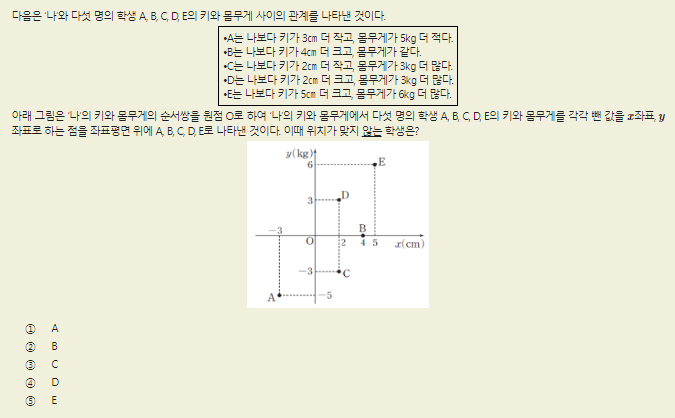 다음은 '나'와 다섯 명의 학생 A, B, C, D, E의 키와 몸무게 사이의 관계를 나타낸 것이다.
•A는 나보다 키가 3cm 더 작고, 몸무게가 5kg 더 적다.
•B는 나보다 키가 4cm 더 크고, 몸무게가 같다.
•C는 나보다 키가 2cm 더 작고, 몸무게가 3kg 더 많다.
•D는 나보다 키가 2cm 더 크고, 몸무게가 3kg 더 많다.
•E는 나보다 키가 5cm 더 크고, 몸무게가 6kg 더 많다.
아래 그림은 '나'의 키와 몸무게의 순서쌍을 원점 O로 하여 '나'의 키와 몸무게에서 다섯 명의 학생 A, B, C, D, E의 키와 몸무게를 각각 뺀 값을 x좌표, y
좌표로 하는 점을 좌표평면 위에 A, B, C, D, E로 나타낸 것이다. 이때 위치가 맞지 않는 학생은?
y(kg)
6 E
3 D
-3 B
O 2 4 5 x(cm)
-3 C
A -5
① A
② B
③ C
④ D
⑤ E